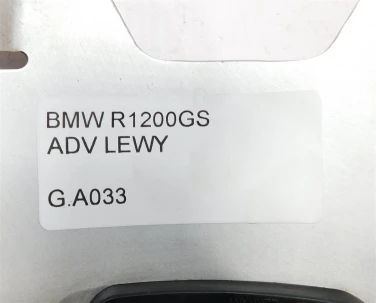 BMW R1200GS
ADV LEWY
G.A033